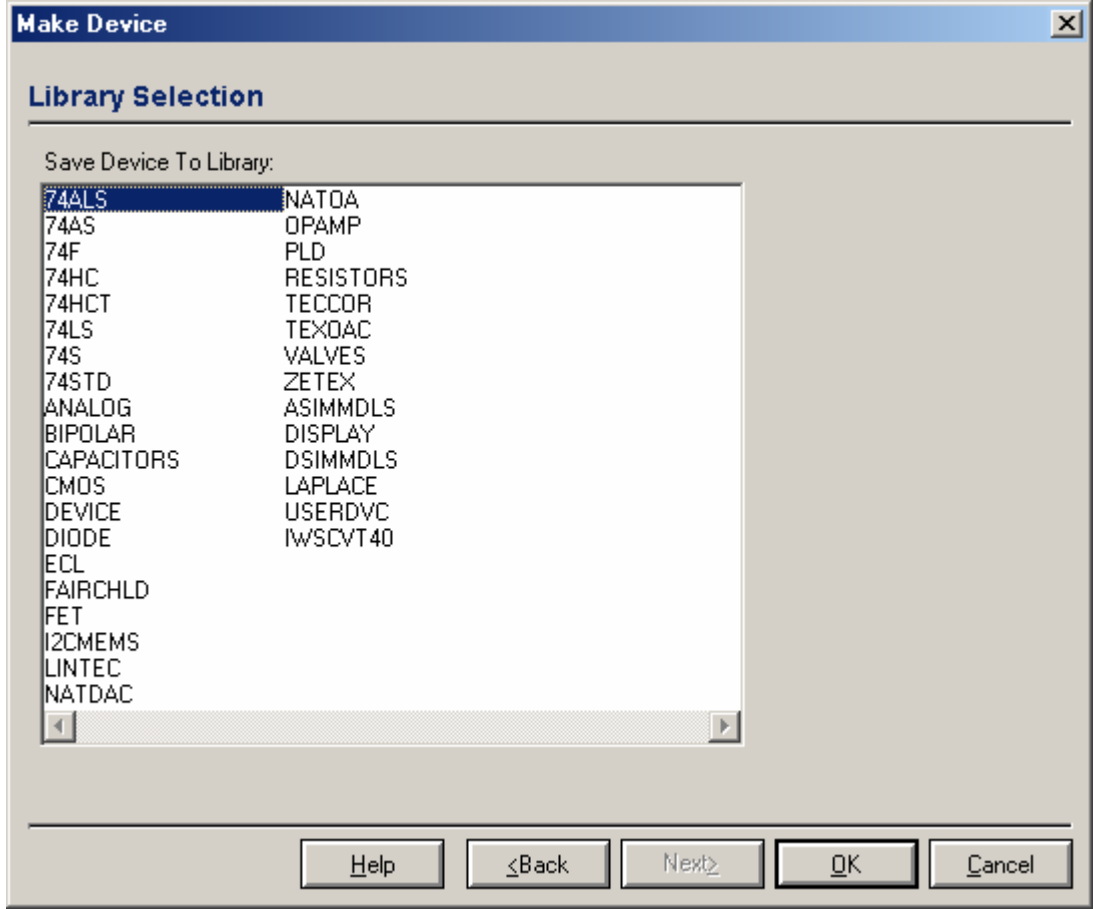 Make Device
Library Selection
Save Device To Library:
74ALS
74AS
74F
74HC
74HCT
74LS
74S
74STD
ANALOG
BIPOLAR
CAPACITORS
CMOS
DEVICE
DIODE
ECL
FAIRCHLD
FET
I2CMEMS
LINTEC
NATDAC
NATOA
OPAMP
PLD
RESISTORS
TECCOR
TEXOAC
VALVES
ZETEX
ASIMMDLS
DISPLAY
DSIMMDLS
LAPLACE
USERDVC
IWSCVT40
Help <Back Next> OK Cancel